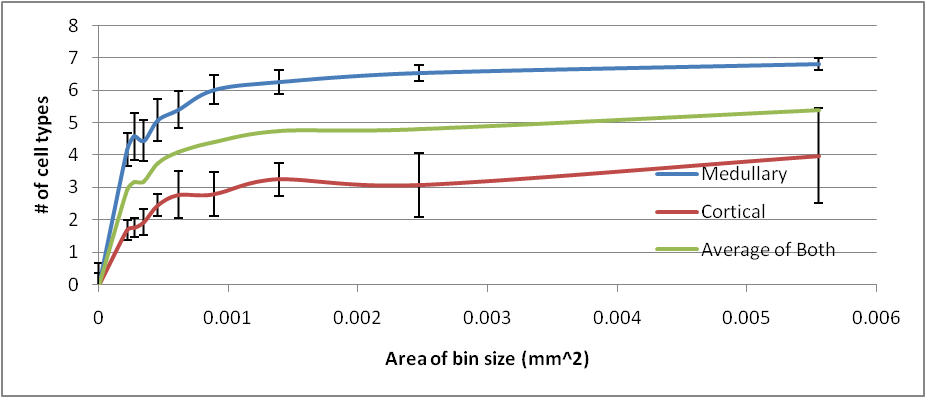 8
7
6
5
4
3
2
1
0
# of cell types
Medullary
Cortical
Average of Both
0 0.001 0.002 0.003 0.004 0.005 0.006
Area of bin size (mm^2)